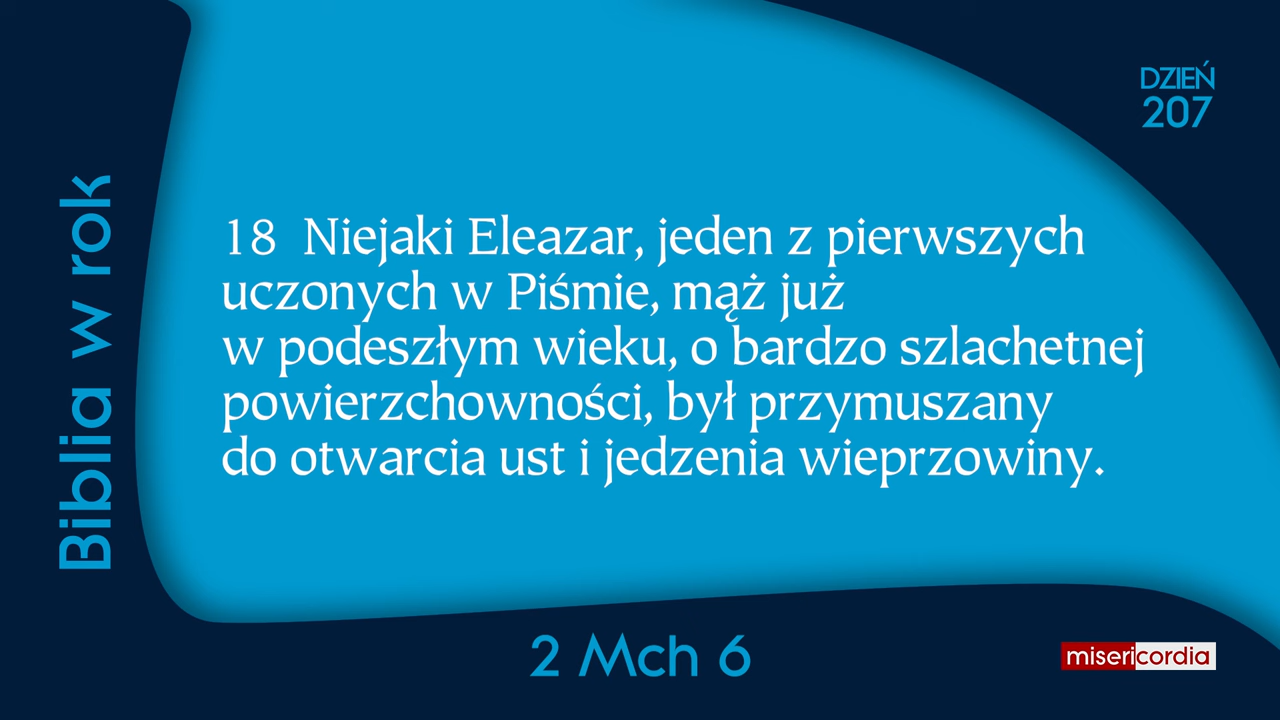 DZIEŃ
207
Biblia w rok
18 Niejaki Eleazar, jeden z pierwszych
uczonych w Piśmie, mąż już
w podeszłym wieku, o bardzo szlachetnej
powierzchowności, był przymuszany
do otwarcia ust i jedzenia wieprzowiny.
2 Mch 6
misericordia